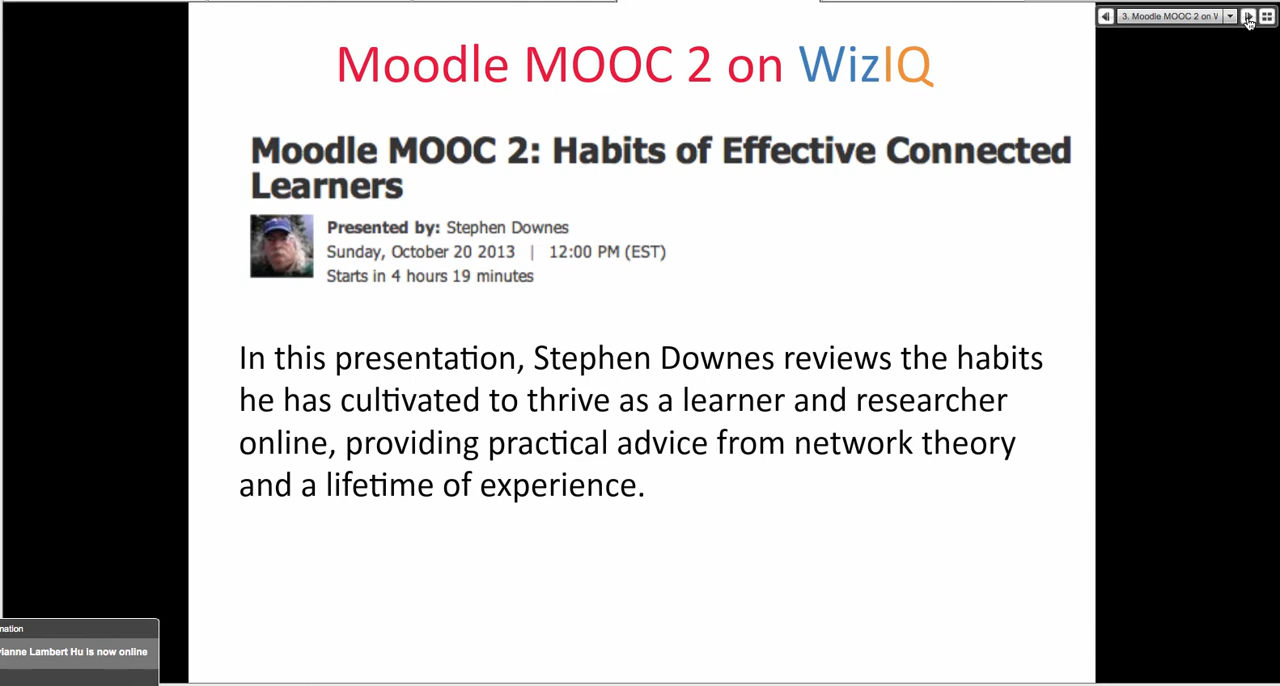 3. Moodle MOOC 2 on
Moodle MOOC 2 on WizIQ
Moodle MOOC 2: Habits of Effective Connected
Learners
Presented by: Stephen Downes
Sunday, October 20 2013 | 12:00 PM (EST)
Starts in 4 hours 19 minutes
In this presentation, Stephen Downes reviews the habits
he has cultivated to thrive as a learner and researcher
online, providing practical advice from network theory
and a lifetime of experience.
Lambert Hu is now online